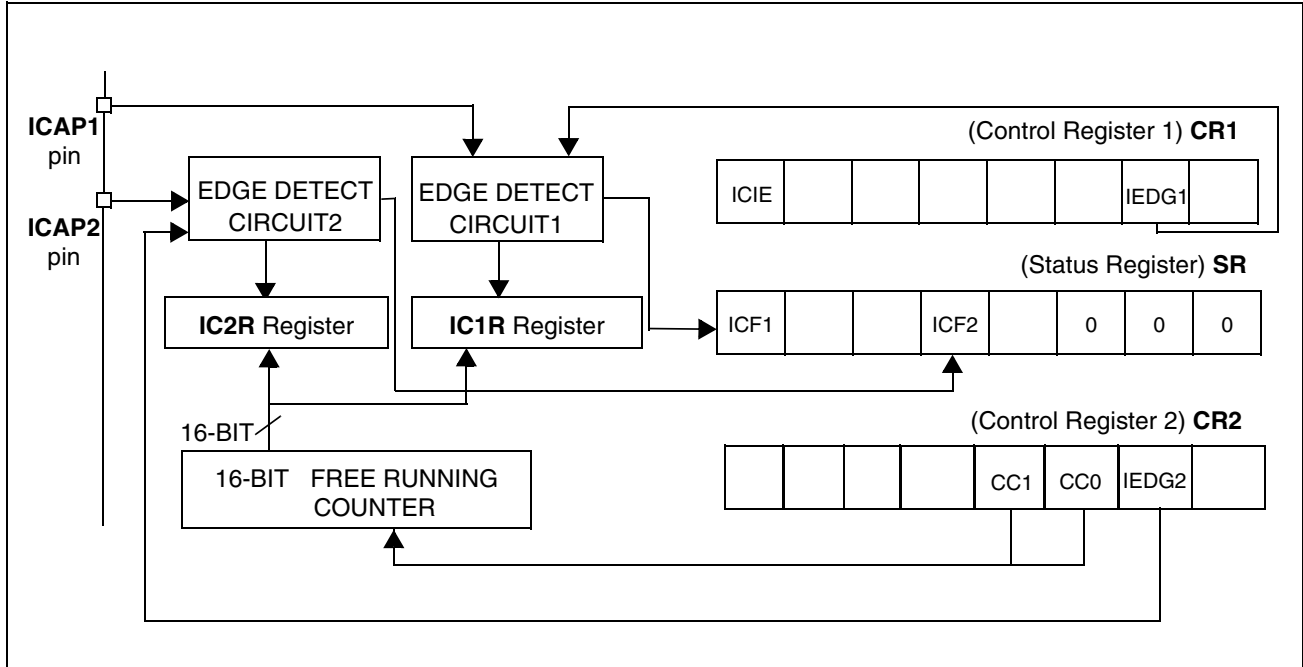 ICAP1
pin
ICAP2
pin
EDGE DETECT
CIRCUIT2
EDGE DETECT
CIRCUIT1
IC2R Register
IC1R Register
16-BIT
16-BIT FREE RUNNING
COUNTER
(Control Register 1) CR1
ICIE IEDG1
(Status Register) SR
ICF1 ICF2 0 0 0
(Control Register 2) CR2
CC1 CC0 IEDG2